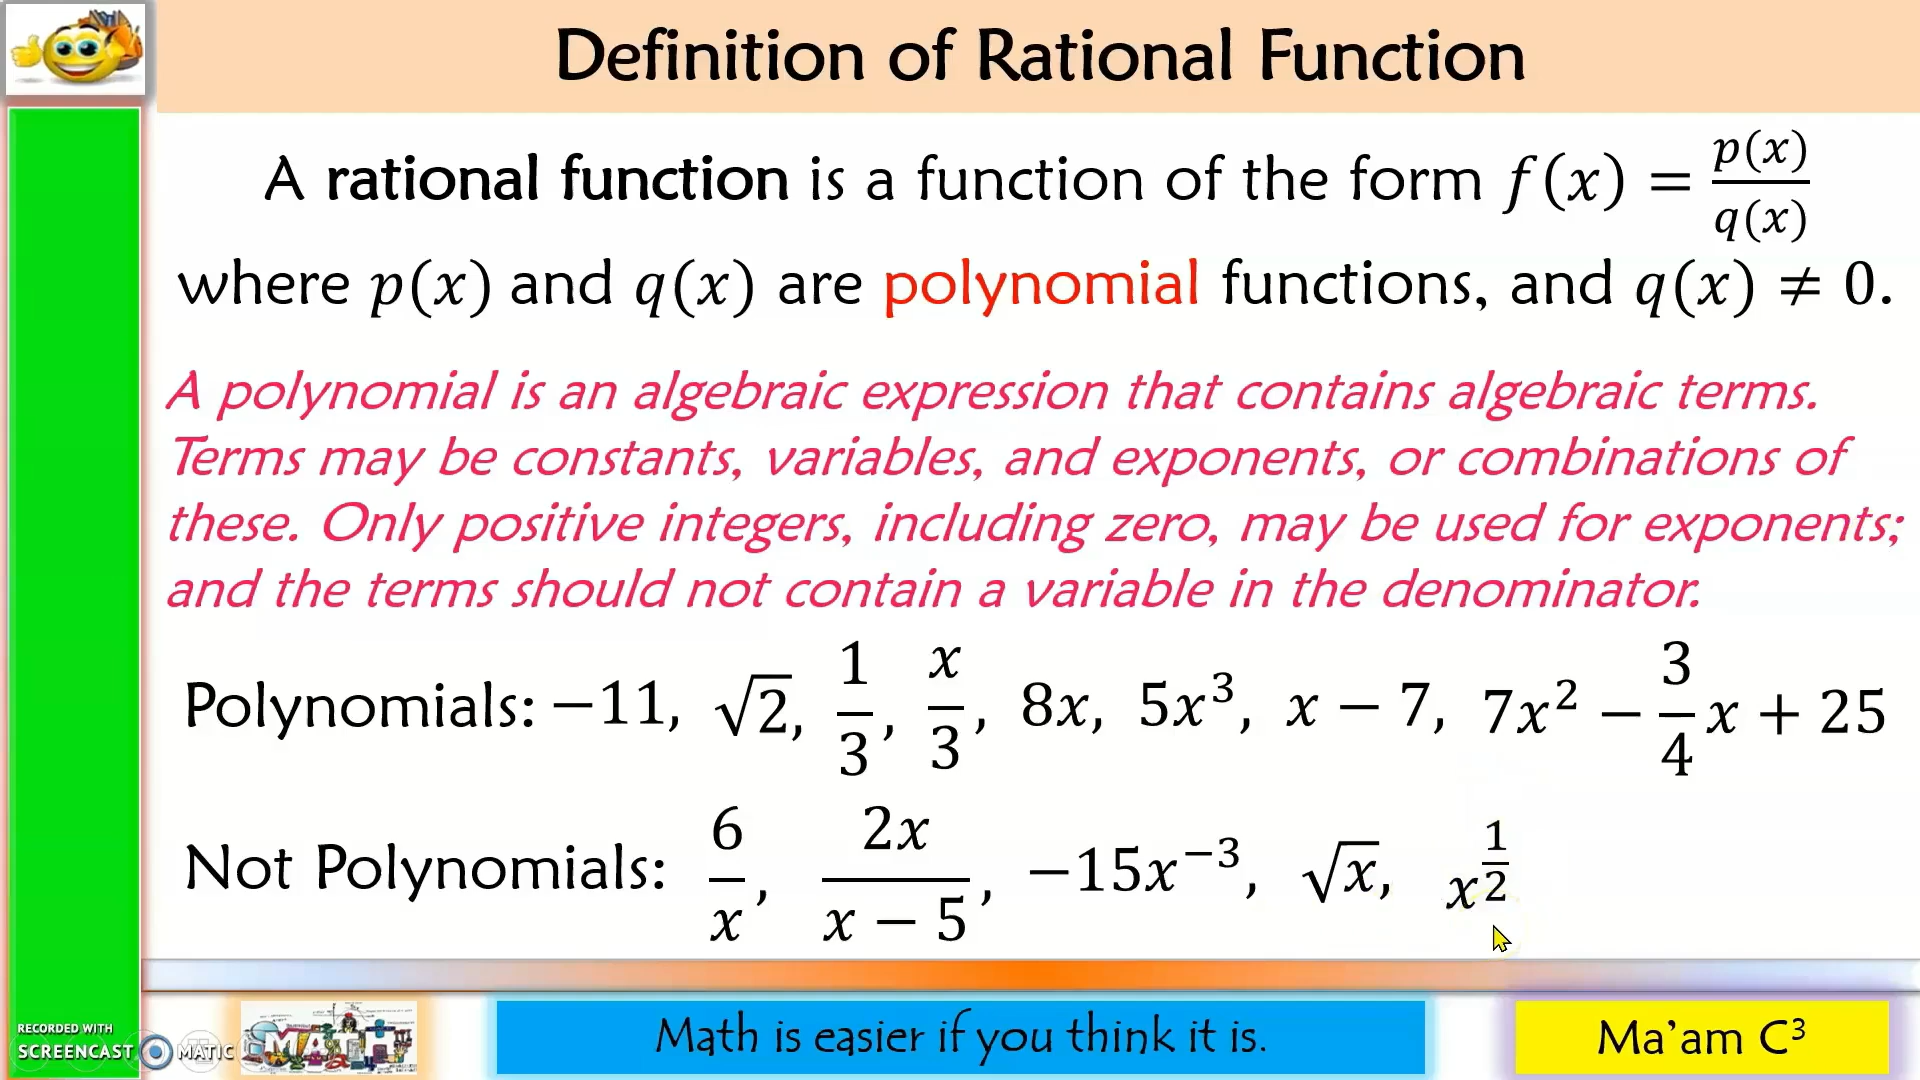 Definition of Rational Function
A rational function is a function of the form f(x) = p(x)/q(x)
where p(x) and q(x) are polynomial functions, and q(x) ≠ 0.
A polynomial is an algebraic expression that contains algebraic terms.
Terms may be constants, variables, and exponents, or combinations of
these. Only positive integers, including zero, may be used for exponents;
and the terms should not contain a variable in the denominator.
Polynomials: −11, √2, 1/3, x/3, 8x, 5x³, x − 7, 7x² − 3/4 x + 25
Not Polynomials: 6/x, 2x/(x − 5), −15x⁻³, √x, x^(1/2)
RECORDED WITH
SCREENCAST MATIC
MATH
Math is easier if you think it is.
Ma'am C³